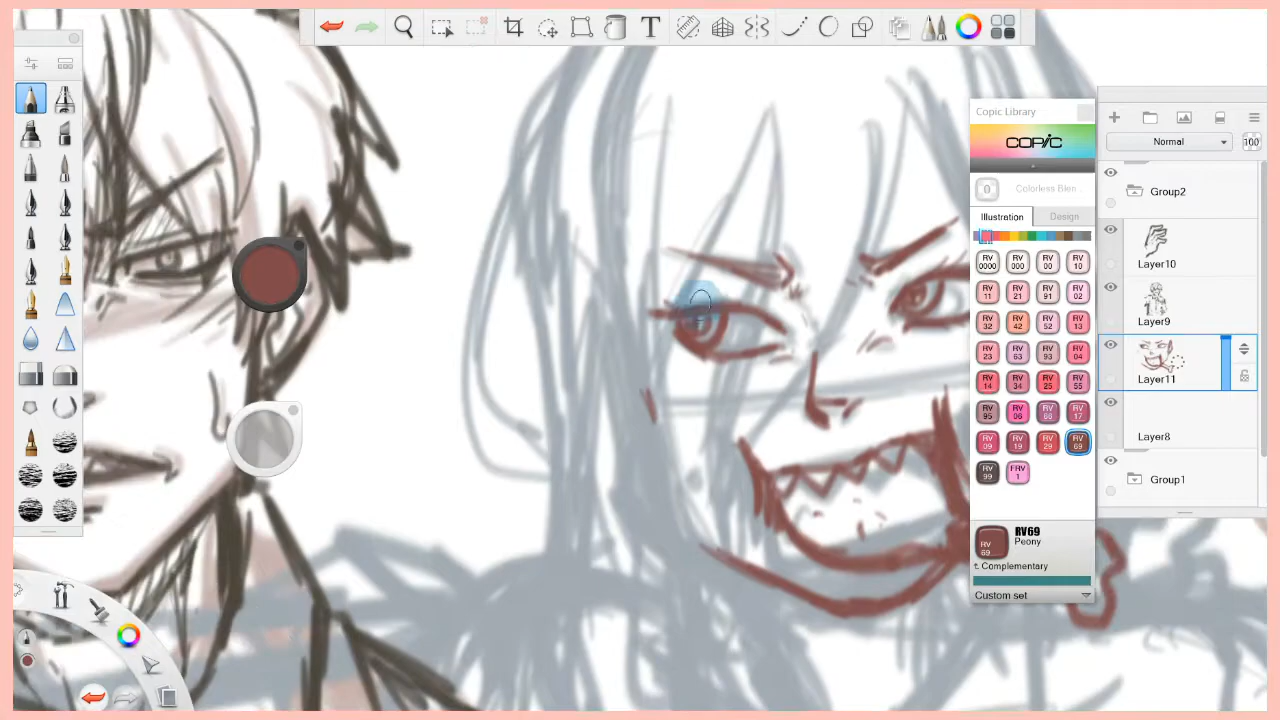 T
Copic Library
COPIC
0 Colorless Blen..
Illustration Design
RV 0000 RV 000 RV 00 RV 10
RV 11 RV 21 RV 91 RV 02
RV 32 RV 42 RV 52 RV 13
RV 23 RV 63 RV 93 RV 04
RV 14 RV 34 RV 25 RV 55
RV 95 RV 06 RV 66 RV 17
RV 09 RV 19 RV 29 RV 69
RV 99 FRV 1
RV 69 RV69
Peony
Complementary
Custom set
Normal 100
Group2
Layer10
Layer9
Layer11
Layer8
Group1